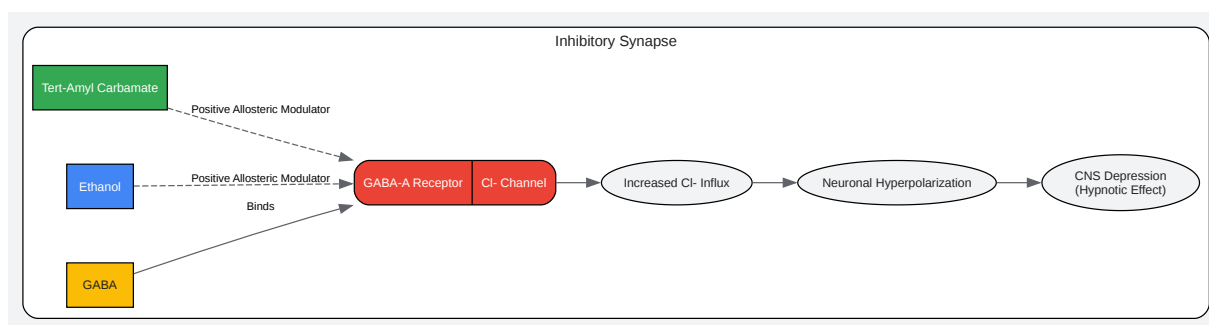 Inhibitory Synapse
Tert-Amyl Carbamate
Positive Allosteric Modulator
Ethanol
Positive Allosteric Modulator
Binds
GABA
GABA-A Receptor
Cl- Channel
Increased Cl- Influx
Neuronal Hyperpolarization
CNS Depression
(Hypnotic Effect)